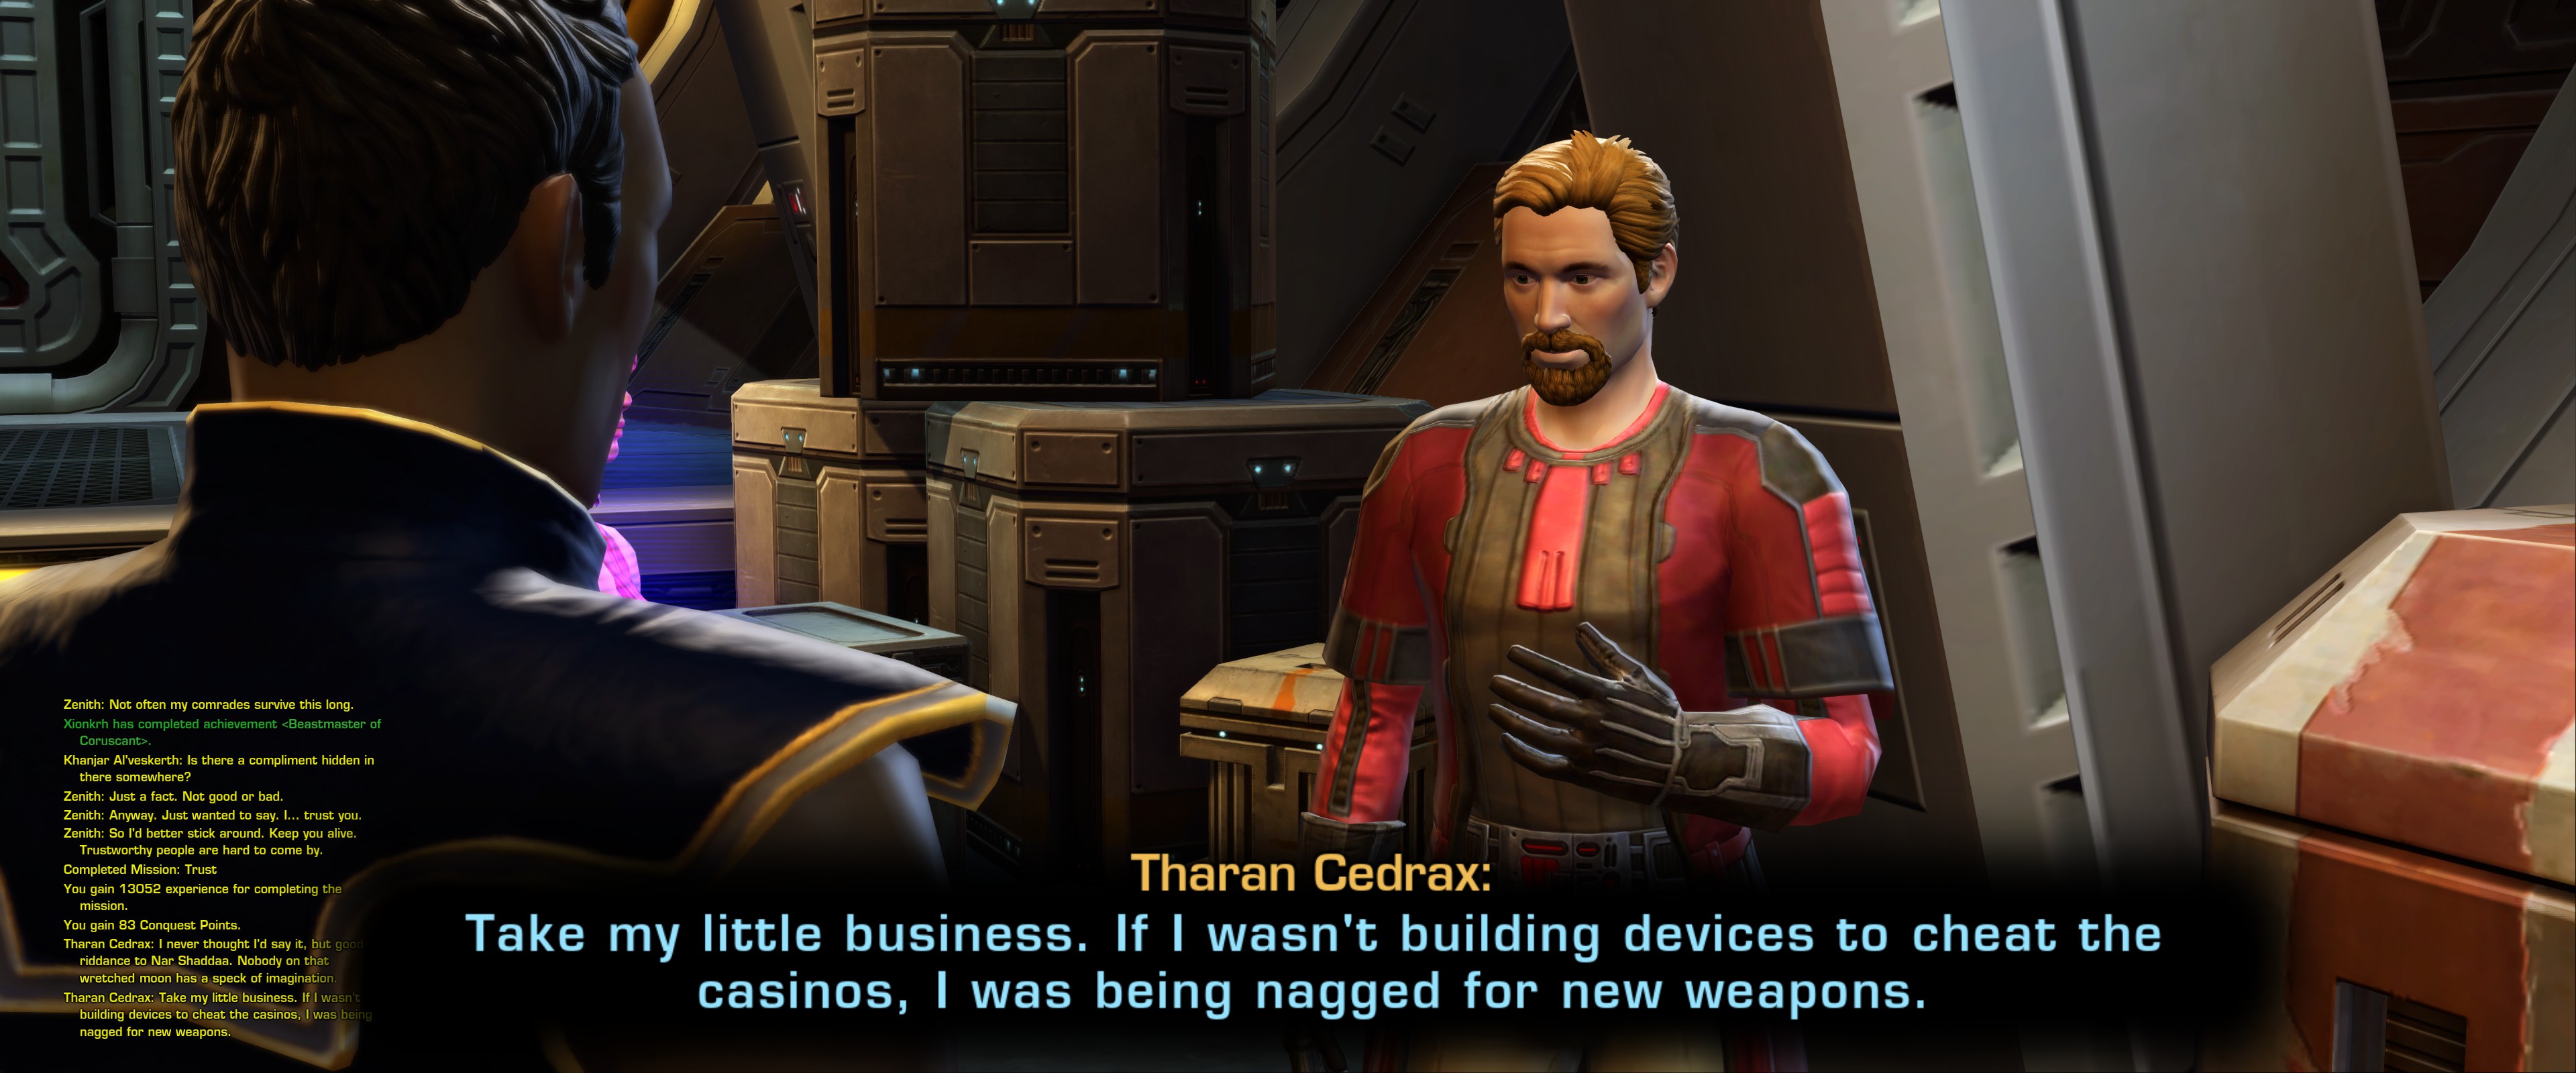 Zenith: Not often my comrades survive this long.
Xionkrh has completed achievement <Beastmaster of
Coruscant>.
Khanjar Al'veskerth: Is there a compliment hidden in
there somewhere?
Zenith: Just a fact. Not good or bad.
Zenith: Anyway. Just wanted to say. I... trust you.
Zenith: So I'd better stick around. Keep you alive.
Trustworthy people are hard to come by.
Completed Mission: Trust
You gain 13052 experience for completing the
mission.
You gain 83 Conquest Points.
Tharan Cedrax: I never thought I'd say it, but good
riddance to Nar Shaddaa. Nobody on that
wretched moon has a speck of imagination.
Tharan Cedrax: Take my little business. If I wasn't
building devices to cheat the casinos, I was being
nagged for new weapons.
Tharan Cedrax:
Take my little business. If I wasn't building devices to cheat the
casinos, I was being nagged for new weapons.